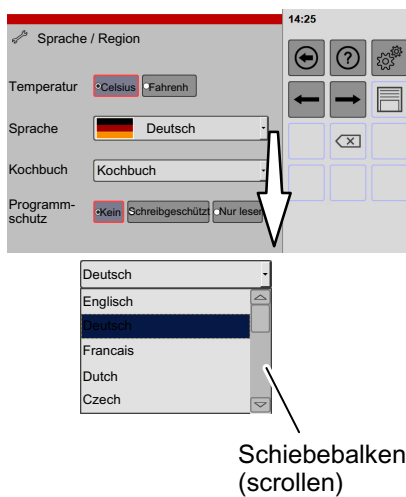 14:25
Sprache / Region
Temperatur
Celsius
Fahrenh
Sprache
Deutsch
Kochbuch
Kochbuch
Programm-
schutz
Kein
Schreibgeschützt
Nur lesen
Deutsch
Englisch
Deutsch
Francais
Dutch
Czech
Schiebebalken
(scrollen)